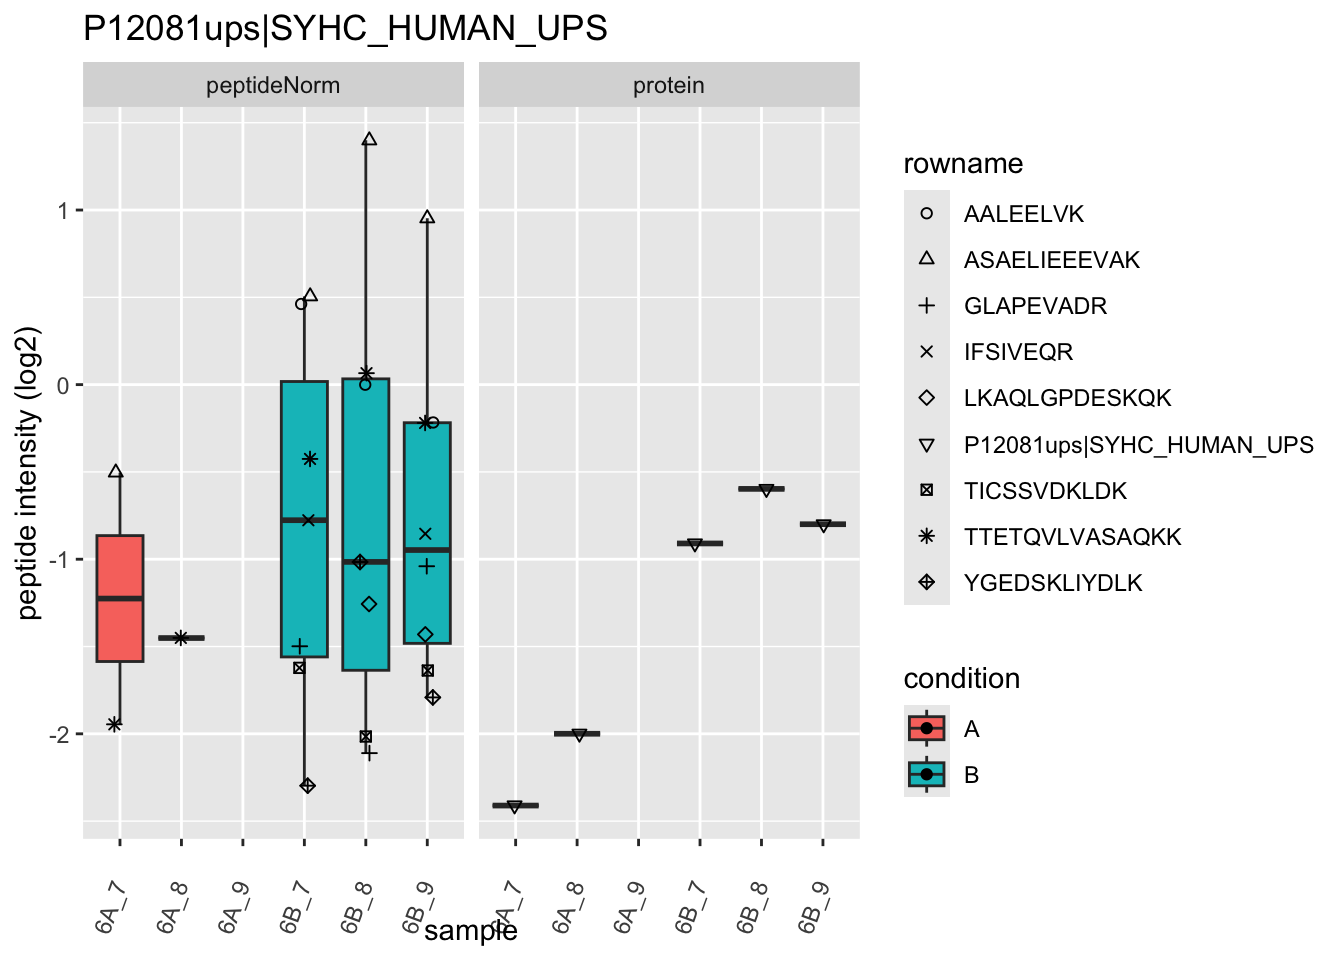 P12081ups|SYHC_HUMAN_UPS
peptideNorm
protein
peptide intensity (log2)
1
0
-1
-2
6A_7
6A_8
6A_9
6B_7
6B_8
6B_9
6A_7
6A_8
6A_9
6B_7
6B_8
6B_9
sample
rowname
AALEELVK
ASAELIEEEVAK
GLAPEVADR
IFSIVEQR
LKAQLGPDESKQK
P12081ups|SYHC_HUMAN_UPS
TICSSVDKLDK
TTETQVLVASAQKK
YGEDSKLIYDLK
condition
A
B